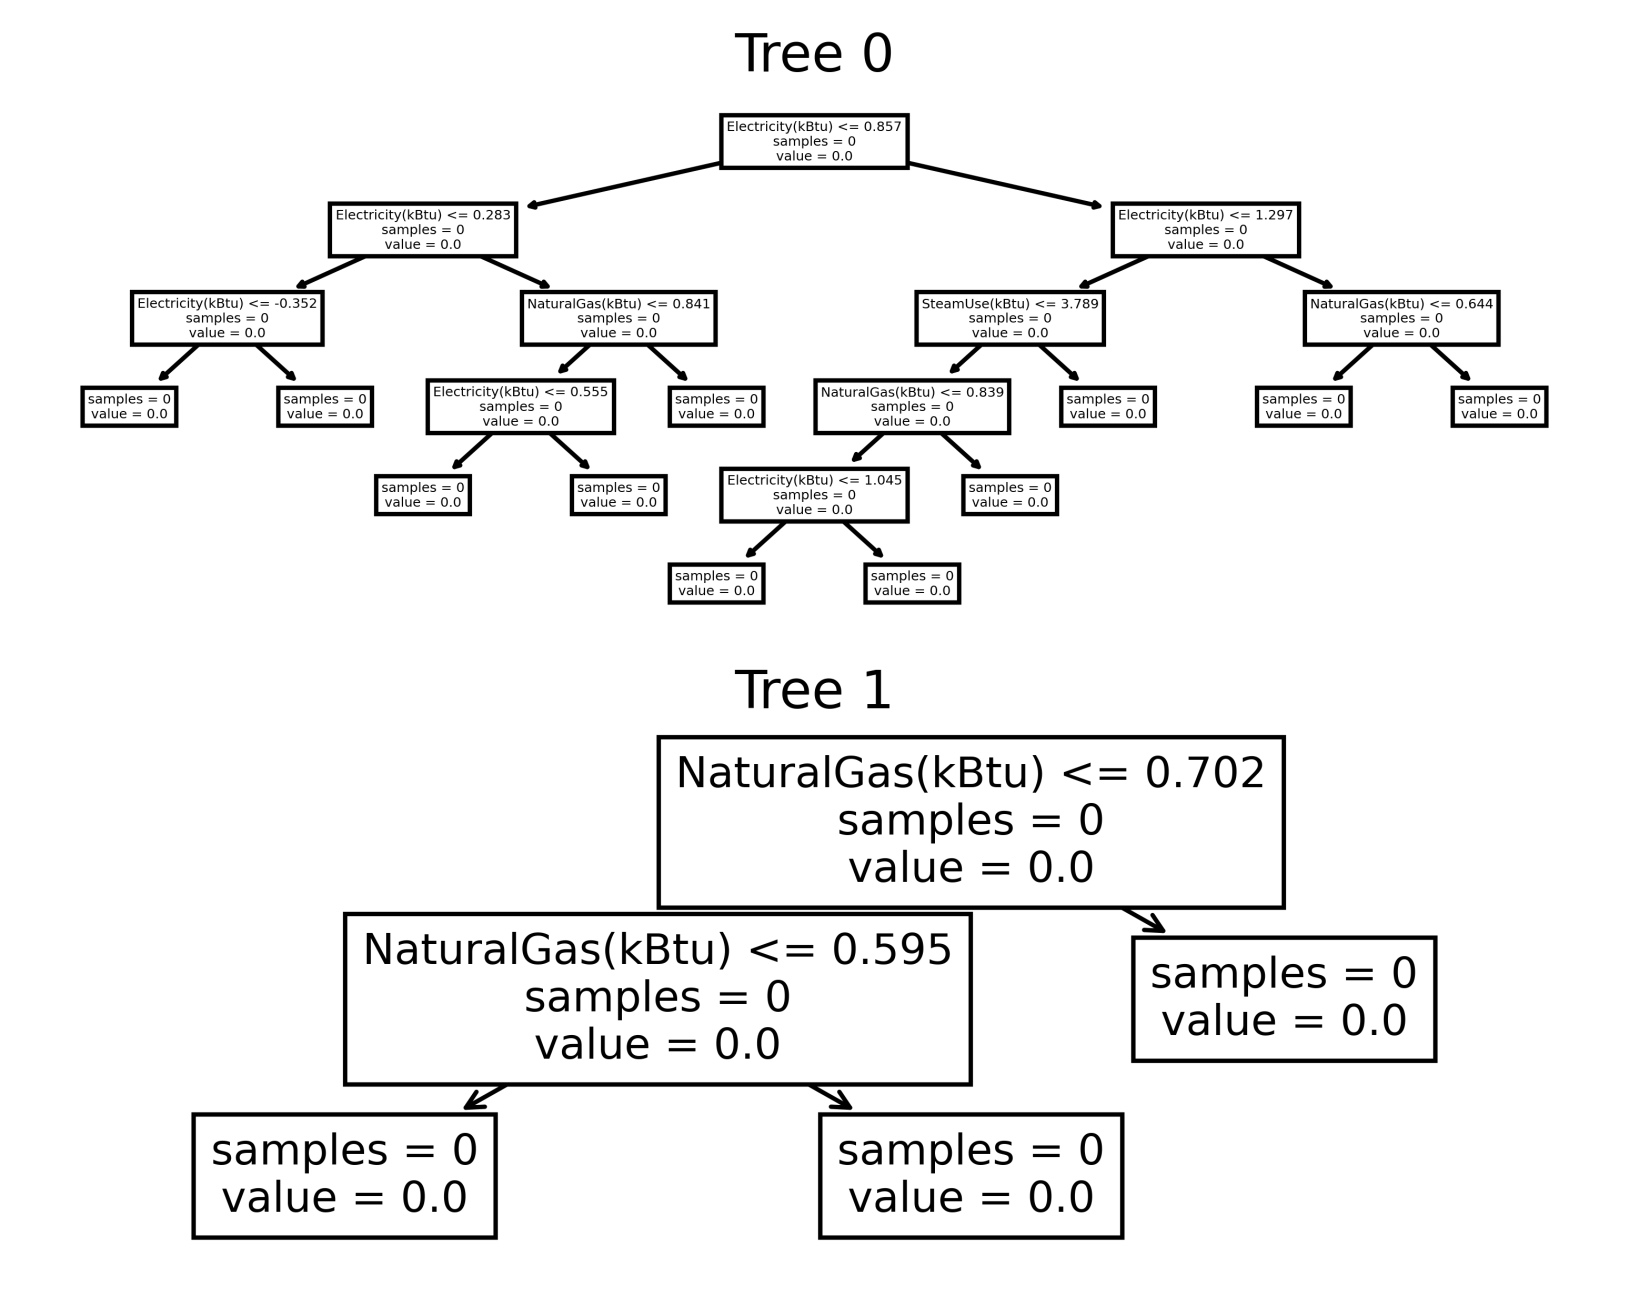 Tree 0
Electricity(kBtu) <= 0.857
samples = 0
value = 0.0
Electricity(kBtu) <= 0.283
samples = 0
value = 0.0
Electricity(kBtu) <= 1.297
samples = 0
value = 0.0
Electricity(kBtu) <= -0.352
samples = 0
value = 0.0
NaturalGas(kBtu) <= 0.841
samples = 0
value = 0.0
SteamUse(kBtu) <= 3.789
samples = 0
value = 0.0
NaturalGas(kBtu) <= 0.644
samples = 0
value = 0.0
samples = 0
value = 0.0
samples = 0
value = 0.0
Electricity(kBtu) <= 0.555
samples = 0
value = 0.0
samples = 0
value = 0.0
NaturalGas(kBtu) <= 0.839
samples = 0
value = 0.0
samples = 0
value = 0.0
samples = 0
value = 0.0
samples = 0
value = 0.0
samples = 0
value = 0.0
samples = 0
value = 0.0
Electricity(kBtu) <= 1.045
samples = 0
value = 0.0
samples = 0
value = 0.0
samples = 0
value = 0.0
samples = 0
value = 0.0
Tree 1
NaturalGas(kBtu) <= 0.702
samples = 0
value = 0.0
NaturalGas(kBtu) <= 0.595
samples = 0
value = 0.0
samples = 0
value = 0.0
samples = 0
value = 0.0
samples = 0
value = 0.0